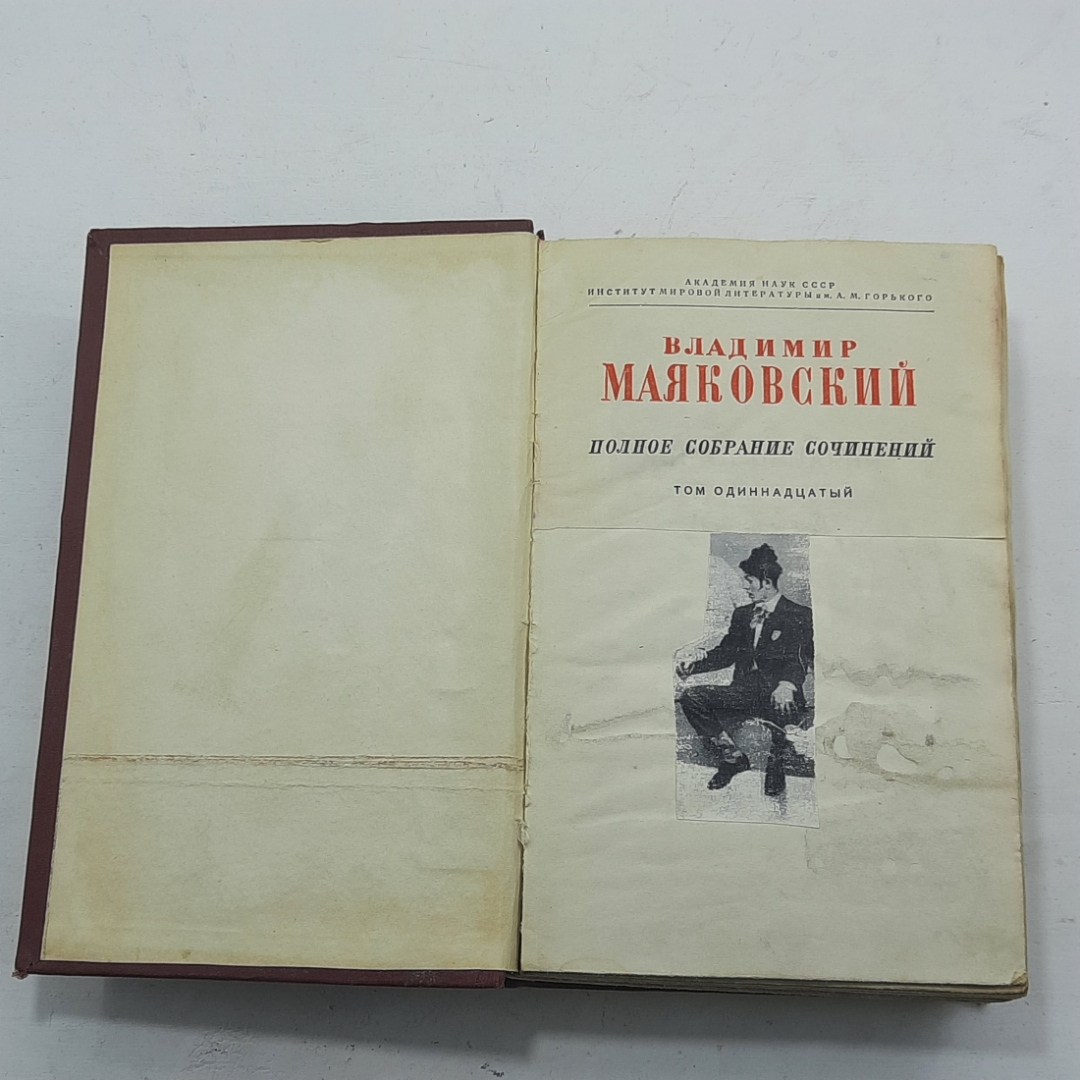 АКАДЕМИЯ НАУК СССР
ИНСТИТУТ МИРОВОЙ ЛИТЕРАТУРЫ им. А. М. ГОРЬКОГО
ВЛАДИМИР
МАЯКОВСКИЙ
ПОЛНОЕ СОБРАНИЕ СОЧИНЕНИЙ
ТОМ ОДИННАДЦАТЫЙ